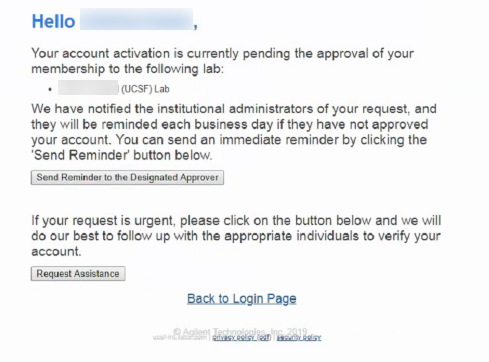 Hello ,
Your account activation is currently pending the approval of your
membership to the following lab:
• (UCSF) Lab
We have notified the institutional administrators of your request, and
they will be reminded each business day if they have not approved
your account. You can send an immediate reminder by clicking the
'Send Reminder' button below.
Send Reminder to the Designated Approver
If your request is urgent, please click on the button below and we will
do our best to follow up with the appropriate individuals to verify your
account.
Request Assistance
Back to Login Page
© Agilent Technologies, Inc. 2019
| privacy policy (pdf) | security policy